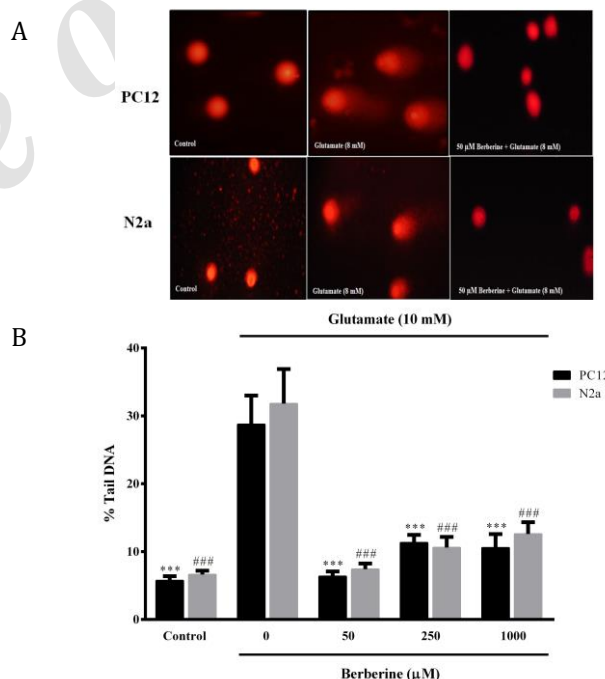 A
PC12
Control
Glutamate (8 mM)
50 µM Berberine + Glutamate (8 mM)
N2a
Control
Glutamate (8 mM)
50 µM Berberine + Glutamate (8 mM)
B
Glutamate (10 mM)
% Tail DNA
40
30
20
10
0
PC12
N2a
*** ###
*** ###
*** ###
*** ###
Control 0 50 250 1000
Berberine (µM)